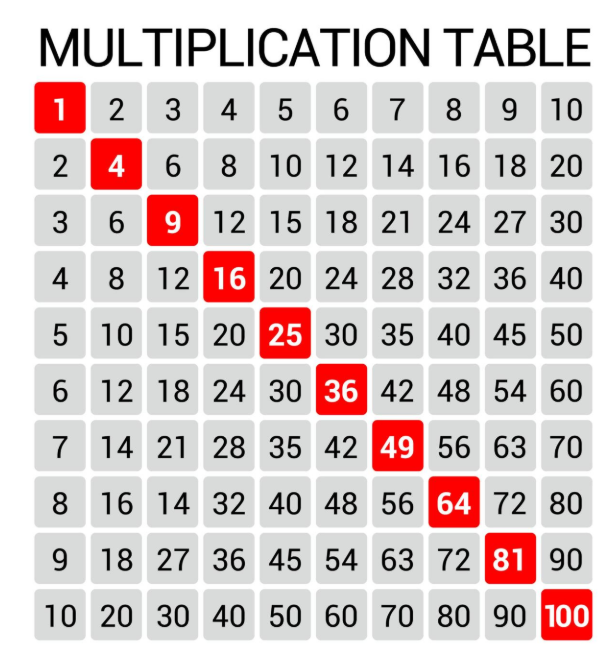 MULTIPLICATION TABLE
1 2 3 4 5 6 7 8 9 10
2 4 6 8 10 12 14 16 18 20
3 6 9 12 15 18 21 24 27 30
4 8 12 16 20 24 28 32 36 40
5 10 15 20 25 30 35 40 45 50
6 12 18 24 30 36 42 48 54 60
7 14 21 28 35 42 49 56 63 70
8 16 14 32 40 48 56 64 72 80
9 18 27 36 45 54 63 72 81 90
10 20 30 40 50 60 70 80 90 100